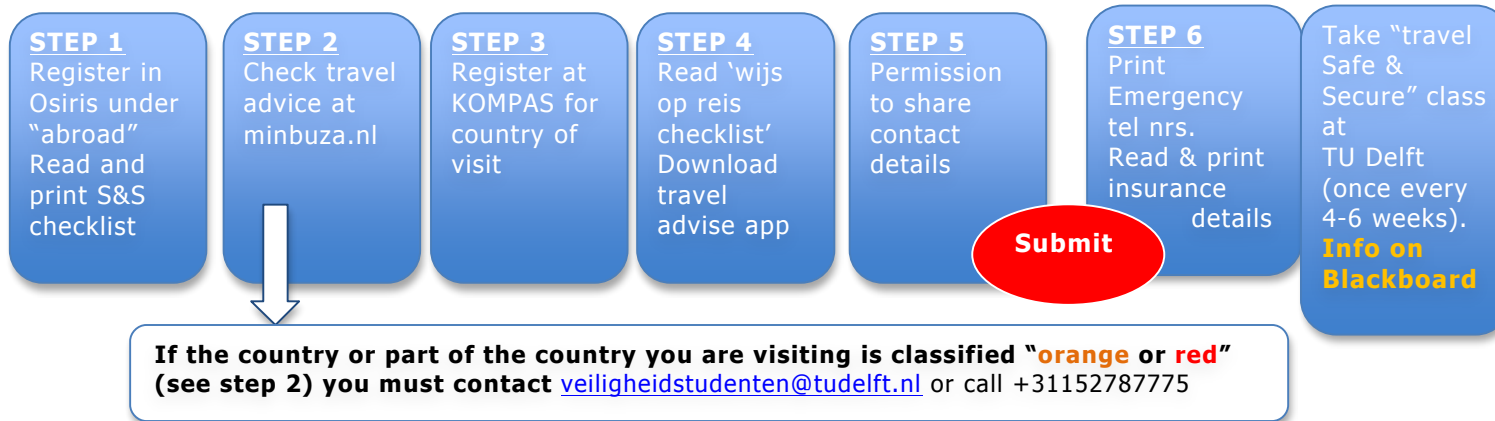 STEP 1
Register in
Osiris under
“abroad”
Read and
print S&S
checklist
STEP 2
Check travel
advice at
minbuza.nl
STEP 3
Register at
KOMPAS for
country of
visit
STEP 4
Read ‘wijs
op reis
checklist’
Download
travel
advise app
STEP 5
Permission
to share
contact
details
Submit
STEP 6
Print
Emergency
tel nrs.
Read & print
insurance
details
Take “travel
Safe &
Secure” class
at
TU Delft
(once every
4-6 weeks).
Info on
Blackboard
If the country or part of the country you are visiting is classified “orange or red”
(see step 2) you must contact veiligheidstudenten@tudelft.nl or call +31152787775